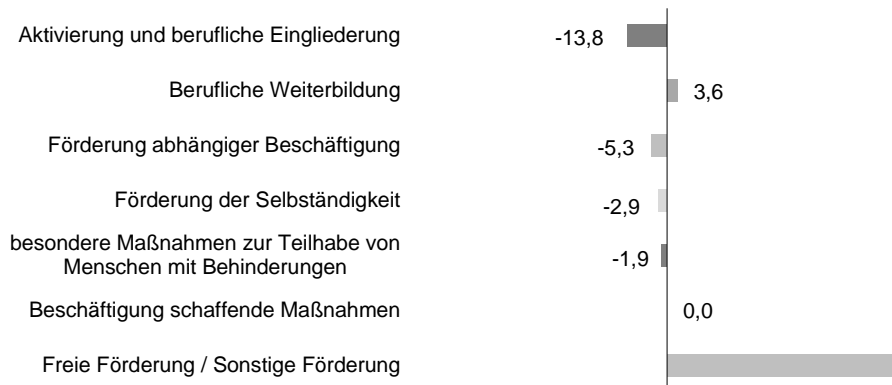 Aktivierung und berufliche Eingliederung -13,8
Berufliche Weiterbildung 3,6
Förderung abhängiger Beschäftigung -5,3
Förderung der Selbständigkeit -2,9
besondere Maßnahmen zur Teilhabe von
Menschen mit Behinderungen -1,9
Beschäftigung schaffende Maßnahmen 0,0
Freie Förderung / Sonstige Förderung